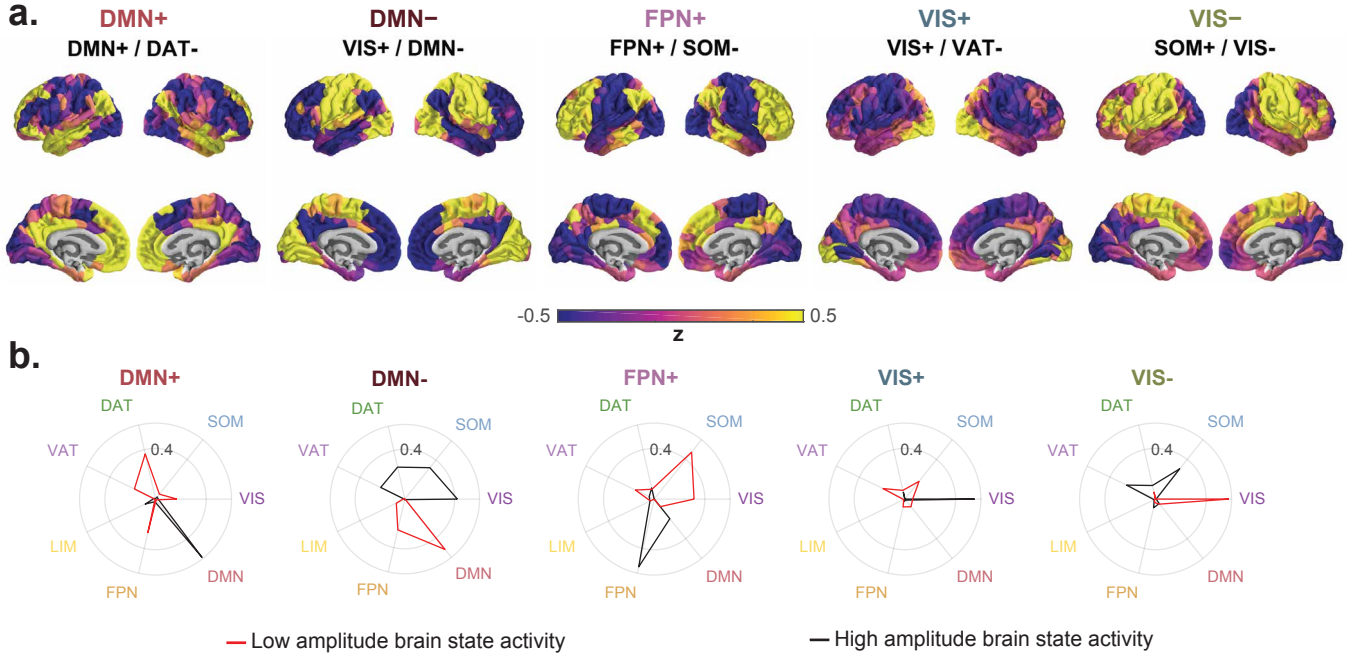 a.
DMN+ DMN− FPN+ VIS+ VIS−
DMN+ / DAT- VIS+ / DMN- FPN+ / SOM- VIS+ / VAT- SOM+ / VIS-
-0.5 0.5
z
b.
DMN+ DMN- FPN+ VIS+ VIS-
DAT DAT DAT DAT DAT
SOM SOM SOM SOM SOM
VAT 0.4 VAT 0.4 VAT 0.4 VAT 0.4 VAT 0.4
VIS VIS VIS VIS VIS
LIM LIM LIM LIM LIM
DMN DMN DMN DMN DMN
FPN FPN FPN FPN FPN
Low amplitude brain state activity High amplitude brain state activity